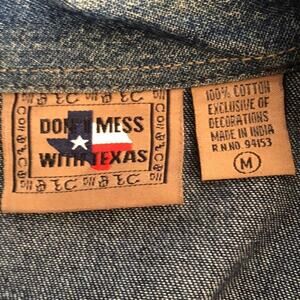 DON'T MESS
WITH TEXAS
100% COTTON
EXCLUSIVE OF
DECORATIONS
MADE IN INDIA
R.N.NO. 94153
M